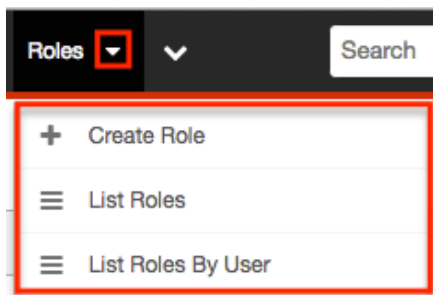 Roles
Search
Create Role
List Roles
List Roles By User